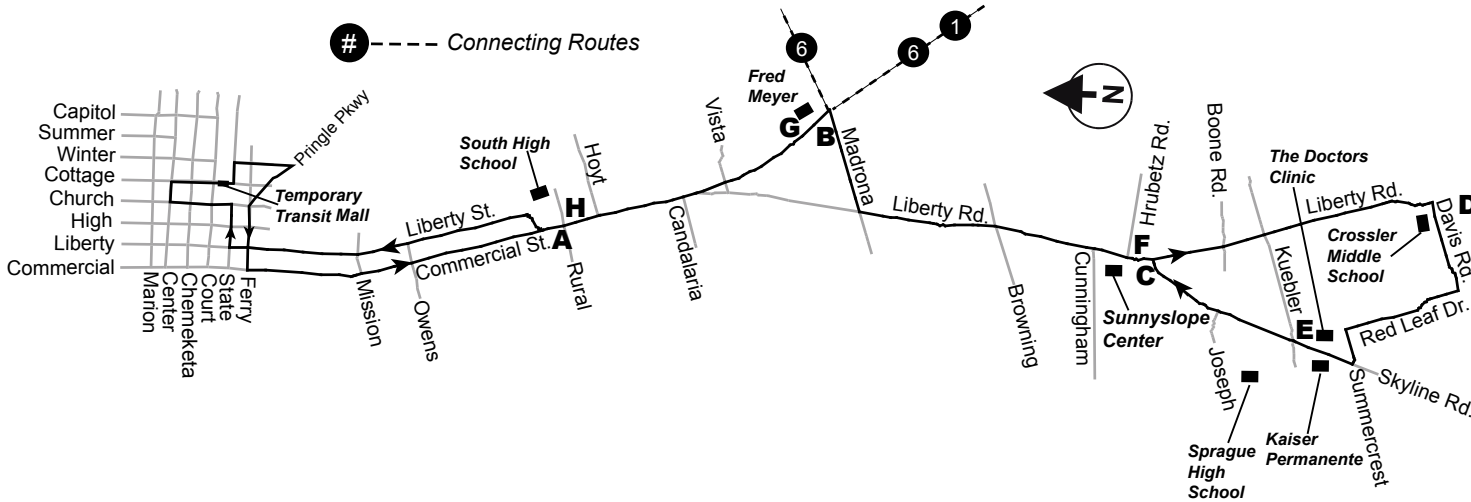 # Connecting Routes
6
6
1
Fred
Meyer
G
B
Madrona
Vista
N
Capitol
Summer
Winter
Cottage
Church
High
Liberty
Commercial
Pringle Pkwy
Temporary
Transit Mall
Marion
Center
Chemeketa
Court
State
Ferry
South High
School
Hoyt
Liberty St.
Commercial St.
H
A
Rural
Mission
Owens
Candalaria
Liberty Rd.
Browning
Cunningham
Hrubetz Rd.
F
C
Sunnyslope
Center
Boone Rd.
The Doctors
Clinic
Liberty Rd.
D
Davis Rd.
Crossler
Middle
School
Kuebler
E
Red Leaf Dr.
Joseph
Skyline Rd.
Summercrest
Sprague
High
School
Kaiser
Permanente